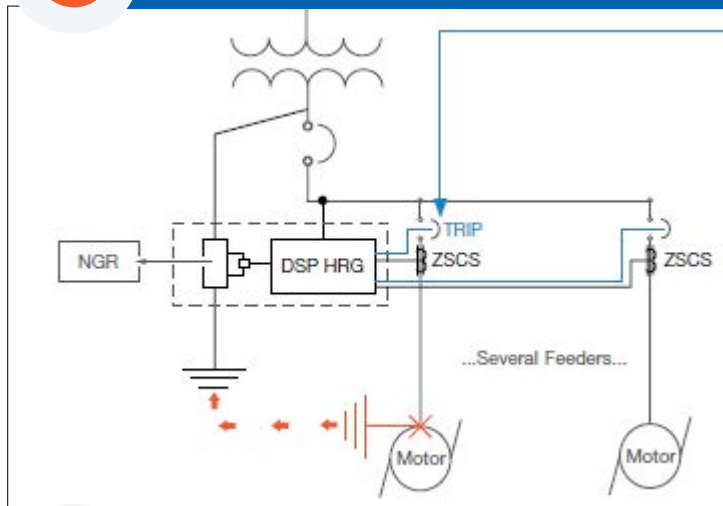 TRIP
NGR
DSP HRG
ZSCS
ZSCS
...Several Feeders...
Motor
Motor